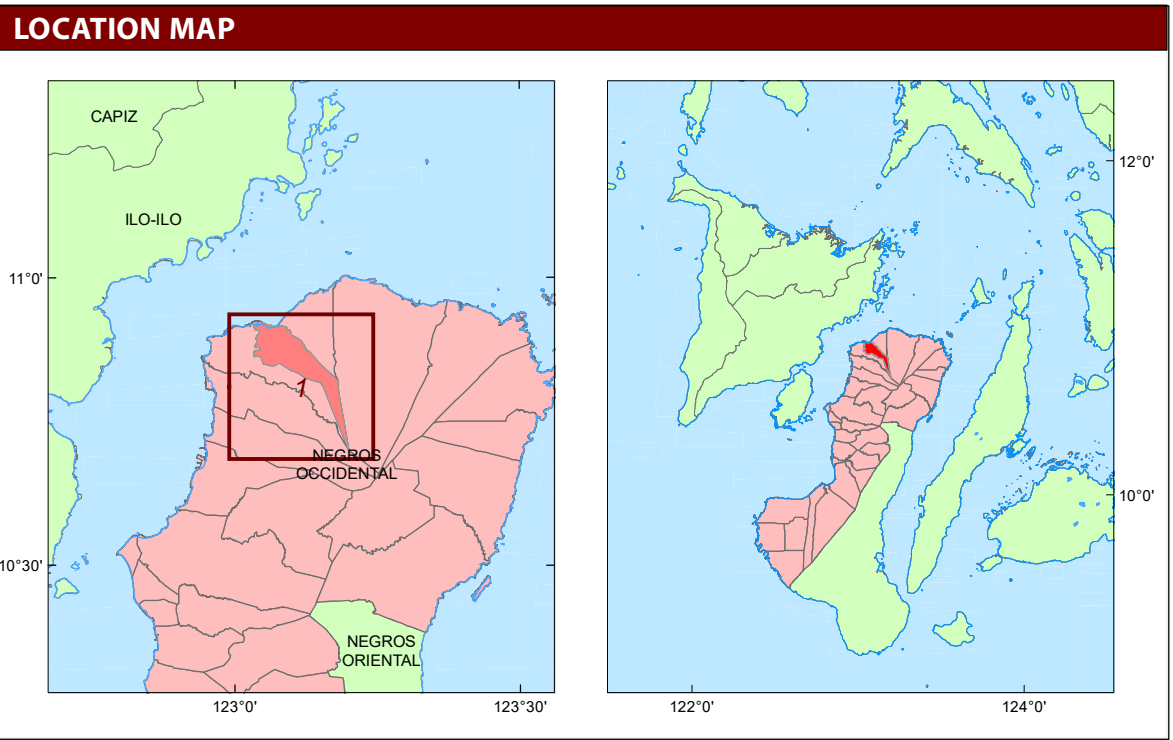 LOCATION MAP
CAPIZ
ILO-ILO
11°0'
1
NEGROS
OCCIDENTAL
10°30'
NEGROS
ORIENTAL
123°0'
123°30'
12°0'
10°0'
122°0'
124°0'